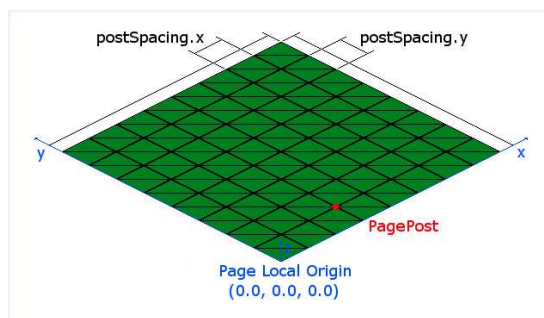 postSpacing.x postSpacing.y
y x
PagePost
Page Local Origin
(0.0, 0.0, 0.0)